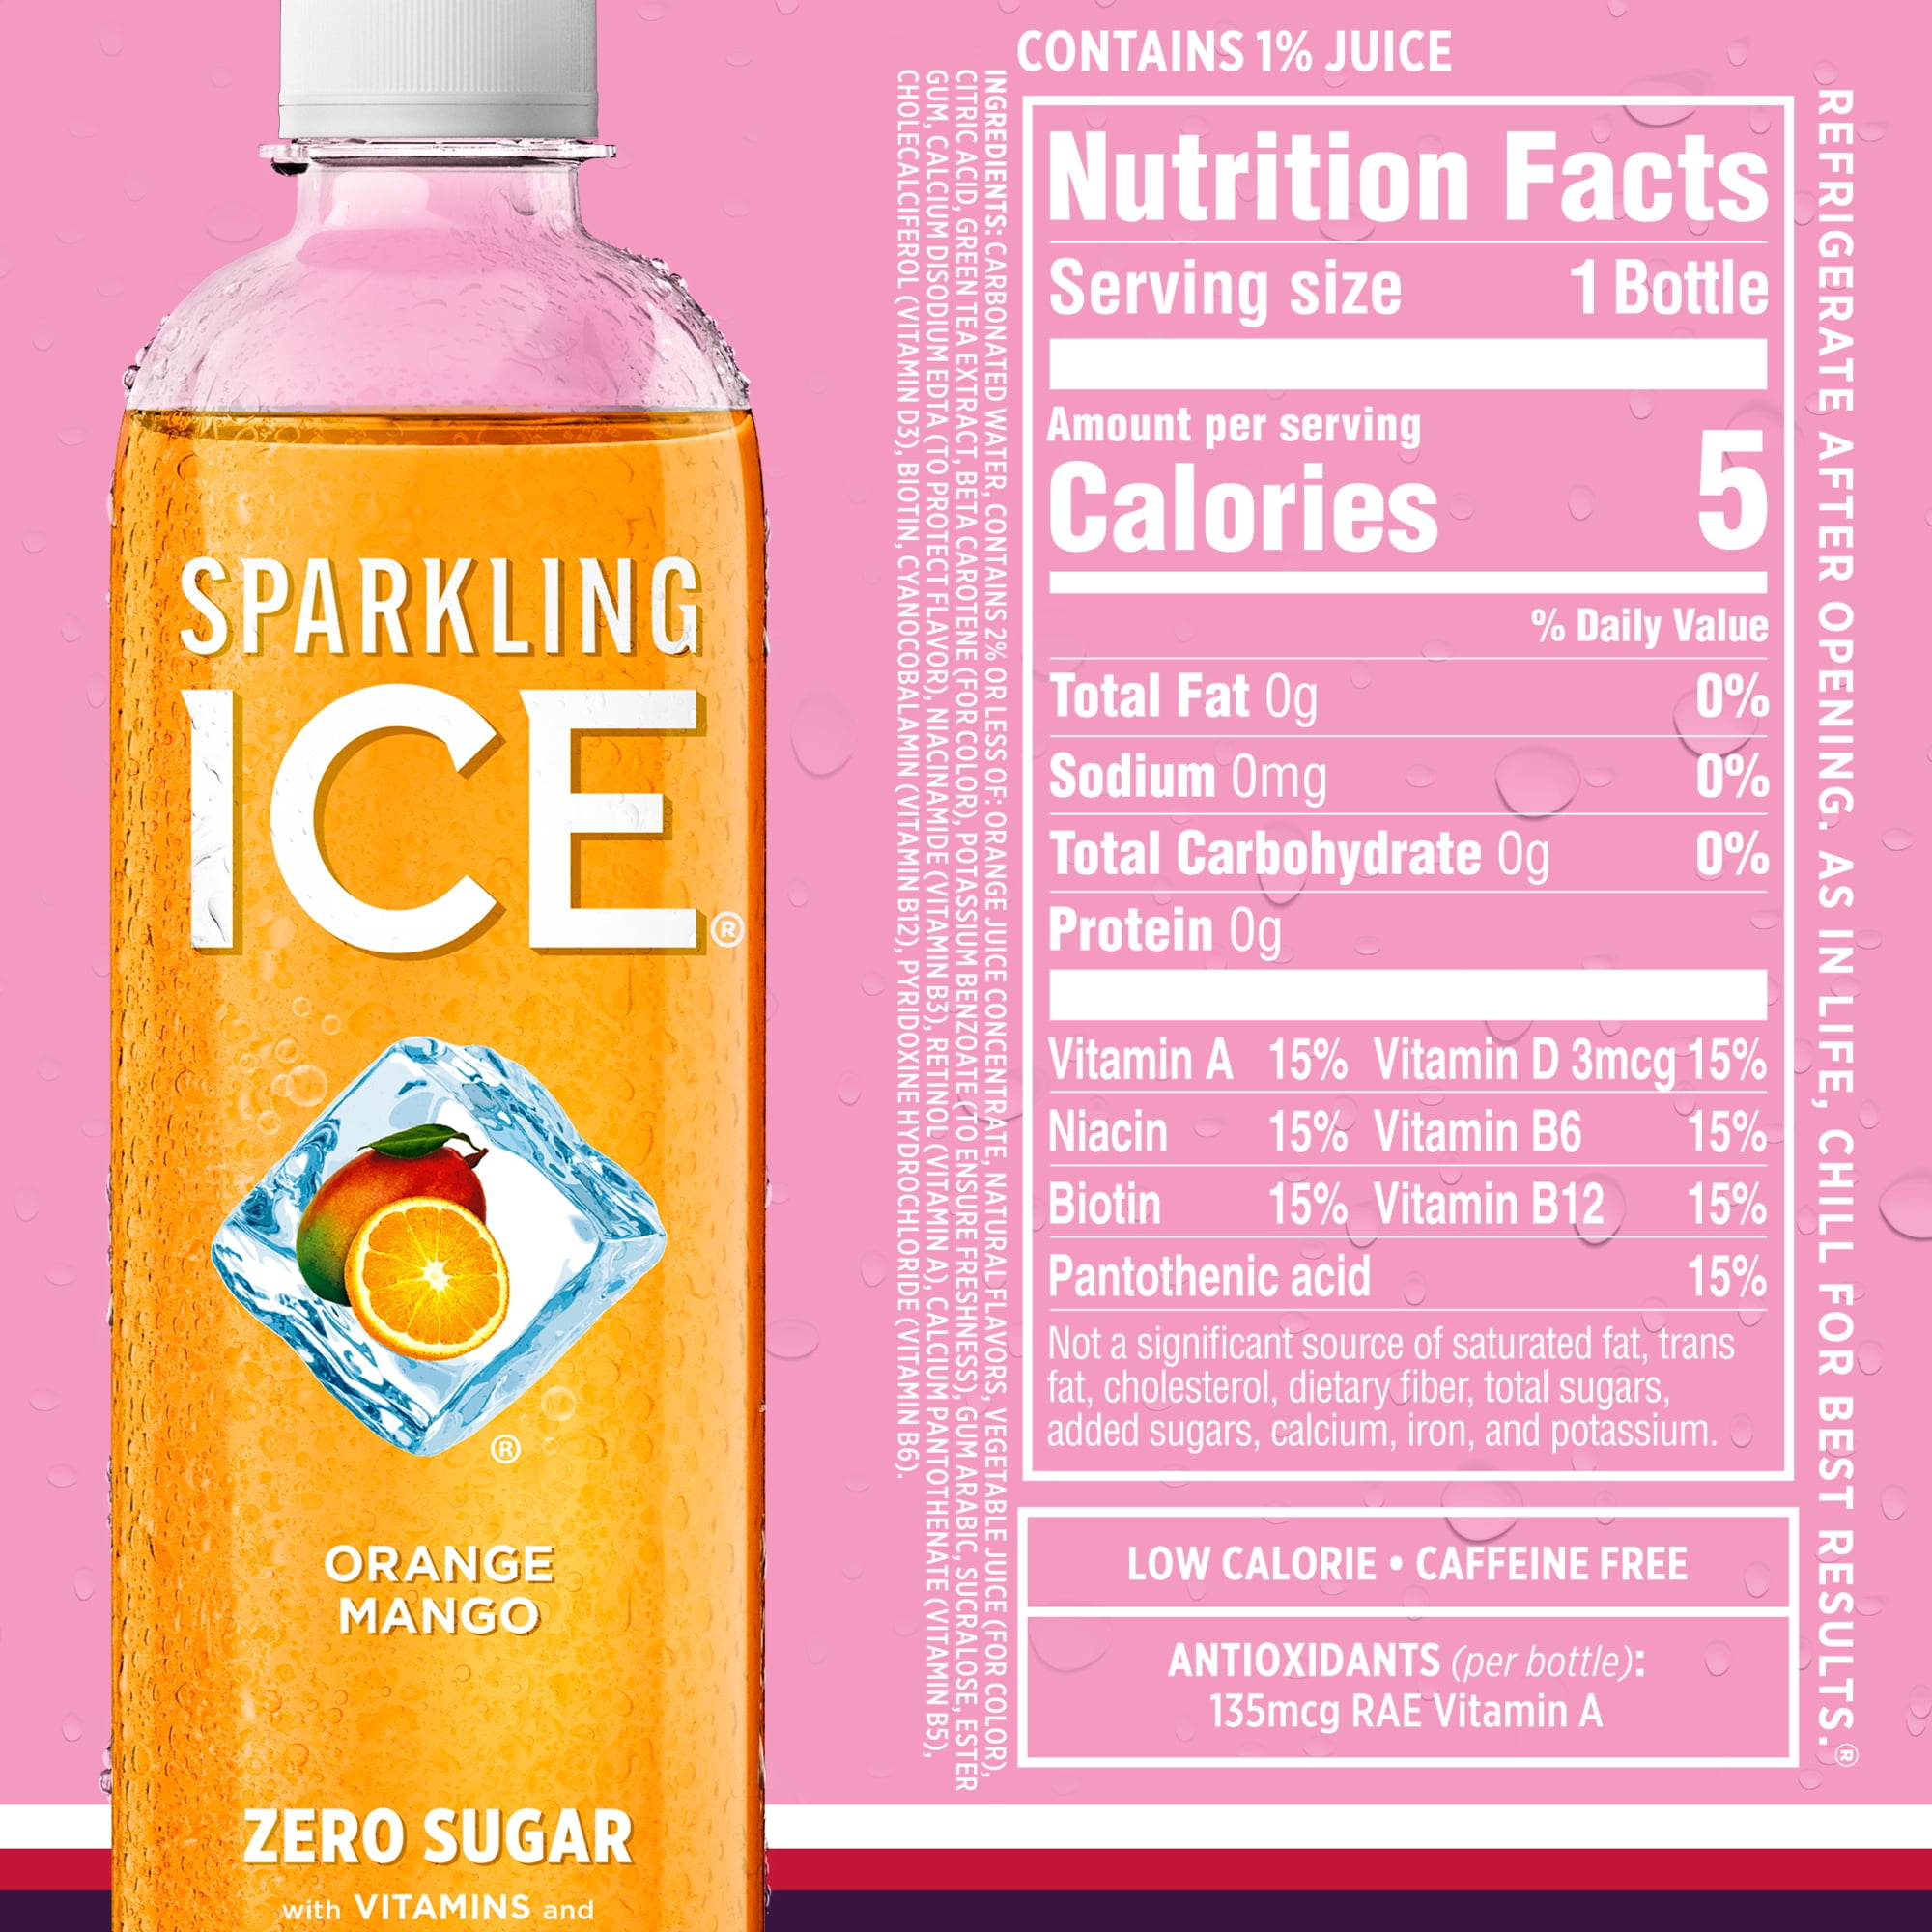 SPARKLING
ICE®
®
ORANGE
MANGO
ZERO SUGAR
with VITAMINS and
INGREDIENTS: CARBONATED WATER, CONTAINS 2% OR LESS OF: ORANGE JUICE CONCENTRATE, NATURAL FLAVORS, VEGETABLE JUICE (FOR COLOR),
CITRIC ACID, GREEN TEA EXTRACT, BETA CAROTENE (FOR COLOR), POTASSIUM BENZOATE (TO ENSURE FRESHNESS), GUM ARABIC, SUCRALOSE, ESTER
GUM, CALCIUM DISODIUM EDTA (TO PROTECT FLAVOR), NIACINAMIDE (VITAMIN B3), RETINOL (VITAMIN A), CALCIUM PANTOTHENATE (VITAMIN B5),
CHOLECALCIFEROL (VITAMIN D3), BIOTIN, CYANOCOBALAMIN (VITAMIN B12), PYRIDOXINE HYDROCHLORIDE (VITAMIN B6).
CONTAINS 1% JUICE
Nutrition Facts
Serving size 1 Bottle
Amount per serving
Calories 5
% Daily Value
Total Fat 0g 0%
Sodium 0mg 0%
Total Carbohydrate 0g 0%
Protein 0g
Vitamin A 15% Vitamin D 3mcg 15%
Niacin 15% Vitamin B6 15%
Biotin 15% Vitamin B12 15%
Pantothenic acid 15%
Not a significant source of saturated fat, trans
fat, cholesterol, dietary fiber, total sugars,
added sugars, calcium, iron, and potassium.
LOW CALORIE • CAFFEINE FREE
ANTIOXIDANTS (per bottle):
135mcg RAE Vitamin A
REFRIGERATE AFTER OPENING. AS IN LIFE, CHILL FOR BEST RESULTS.®